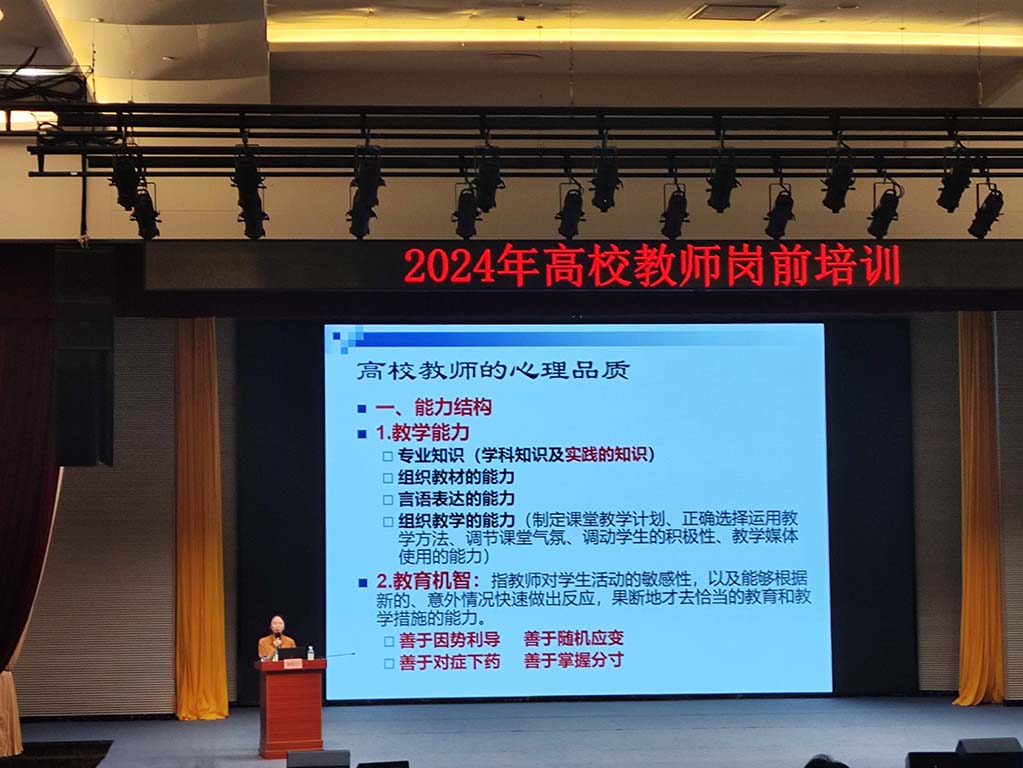 2024年高校教师岗前培训
高校教师的心理品质
一、能力结构
1.教学能力
专业知识（学科知识及实践的知识）
组织教材的能力
言语表达的能力
组织教学的能力（制定课堂教学计划、正确选择运用教
学方法、调节课堂气氛、调动学生的积极性、教学媒体
使用的能力）
2.教育机智：指教师对学生活动的敏感性，以及能够根据
新的、意外情况快速做出反应，果断地才去恰当的教育和教
学措施的能力。
善于因势利导 善于随机应变
善于对症下药 善于掌握分寸